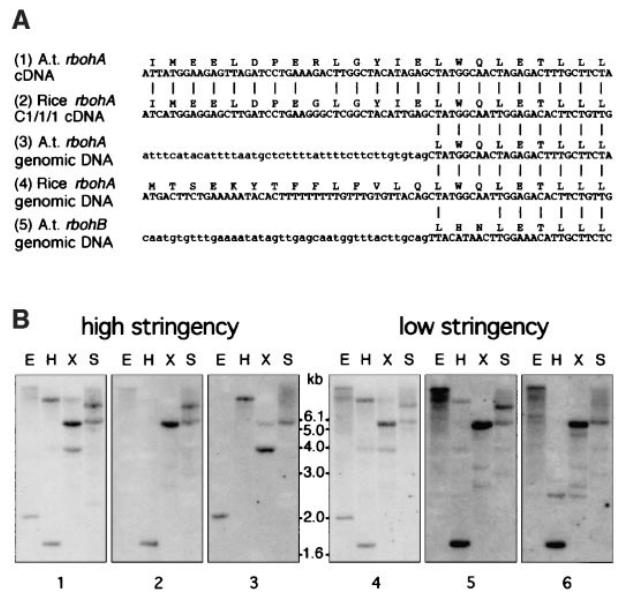 A
I M E E L D P E R L G Y I E L W Q L E T L L L
(1) A.t. rbohA
cDNA ATTATGGAAGAGTTAGATCCTGAAAGACTTGGCTACATAGAGCTATGGCAACTAGAGACTTTGCTTCTA
(2) Rice rbohA I M E E L D P E G L G Y I E L W Q L E T L L L
C1/1/1 cDNA ATCATGGAGGAGCTTGATCCTGAAGGGCTCGGCTACATTGAGCTATGGCAATTGGAGACACTTCTGTTG
(3) A.t. rbohA L W Q L E T L L L
genomic DNA atttcatacattttaatgctcttttattttcttcttgtgtagCTATGGCAACTAGAGACTTTGCTTCTA
(4) Rice rbohA M T S E K Y T F F L F V L Q L W Q L E T L L L
genomic DNA ATGACTTCTGAAAAATACACTTTTTTTTTGTTTGTGTTACAGCTATGGCAATTGGAGACACTTCTGTTG
(5) A.t. rbohB L H N L E T L L L
genomic DNA caatgtgtttgaaaatatagttgagcaatggtttacttgcagTTACATAACTTGGAAACATTGCTTCTC
B
high stringency low stringency
E H X S E H X S E H X S kb E H X S E H X S E H X S
6.1
5.0
4.0
3.0
2.0
1.6
1 2 3 4 5 6